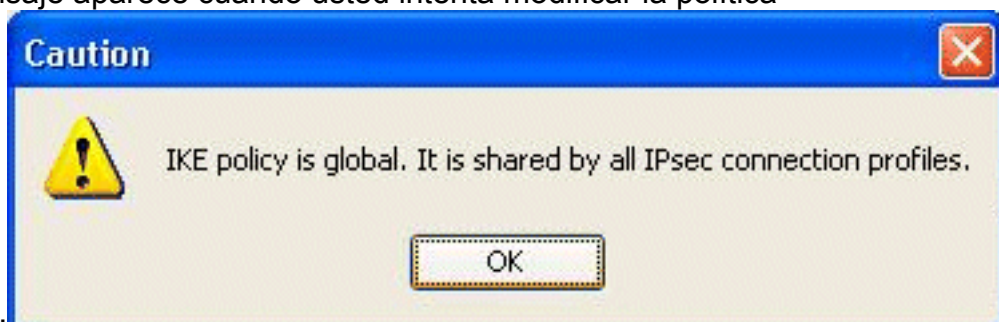 aparece cuando usted intenta modificar la política
Caution
IKE policy is global. It is shared by all IPsec connection profiles.
OK
.